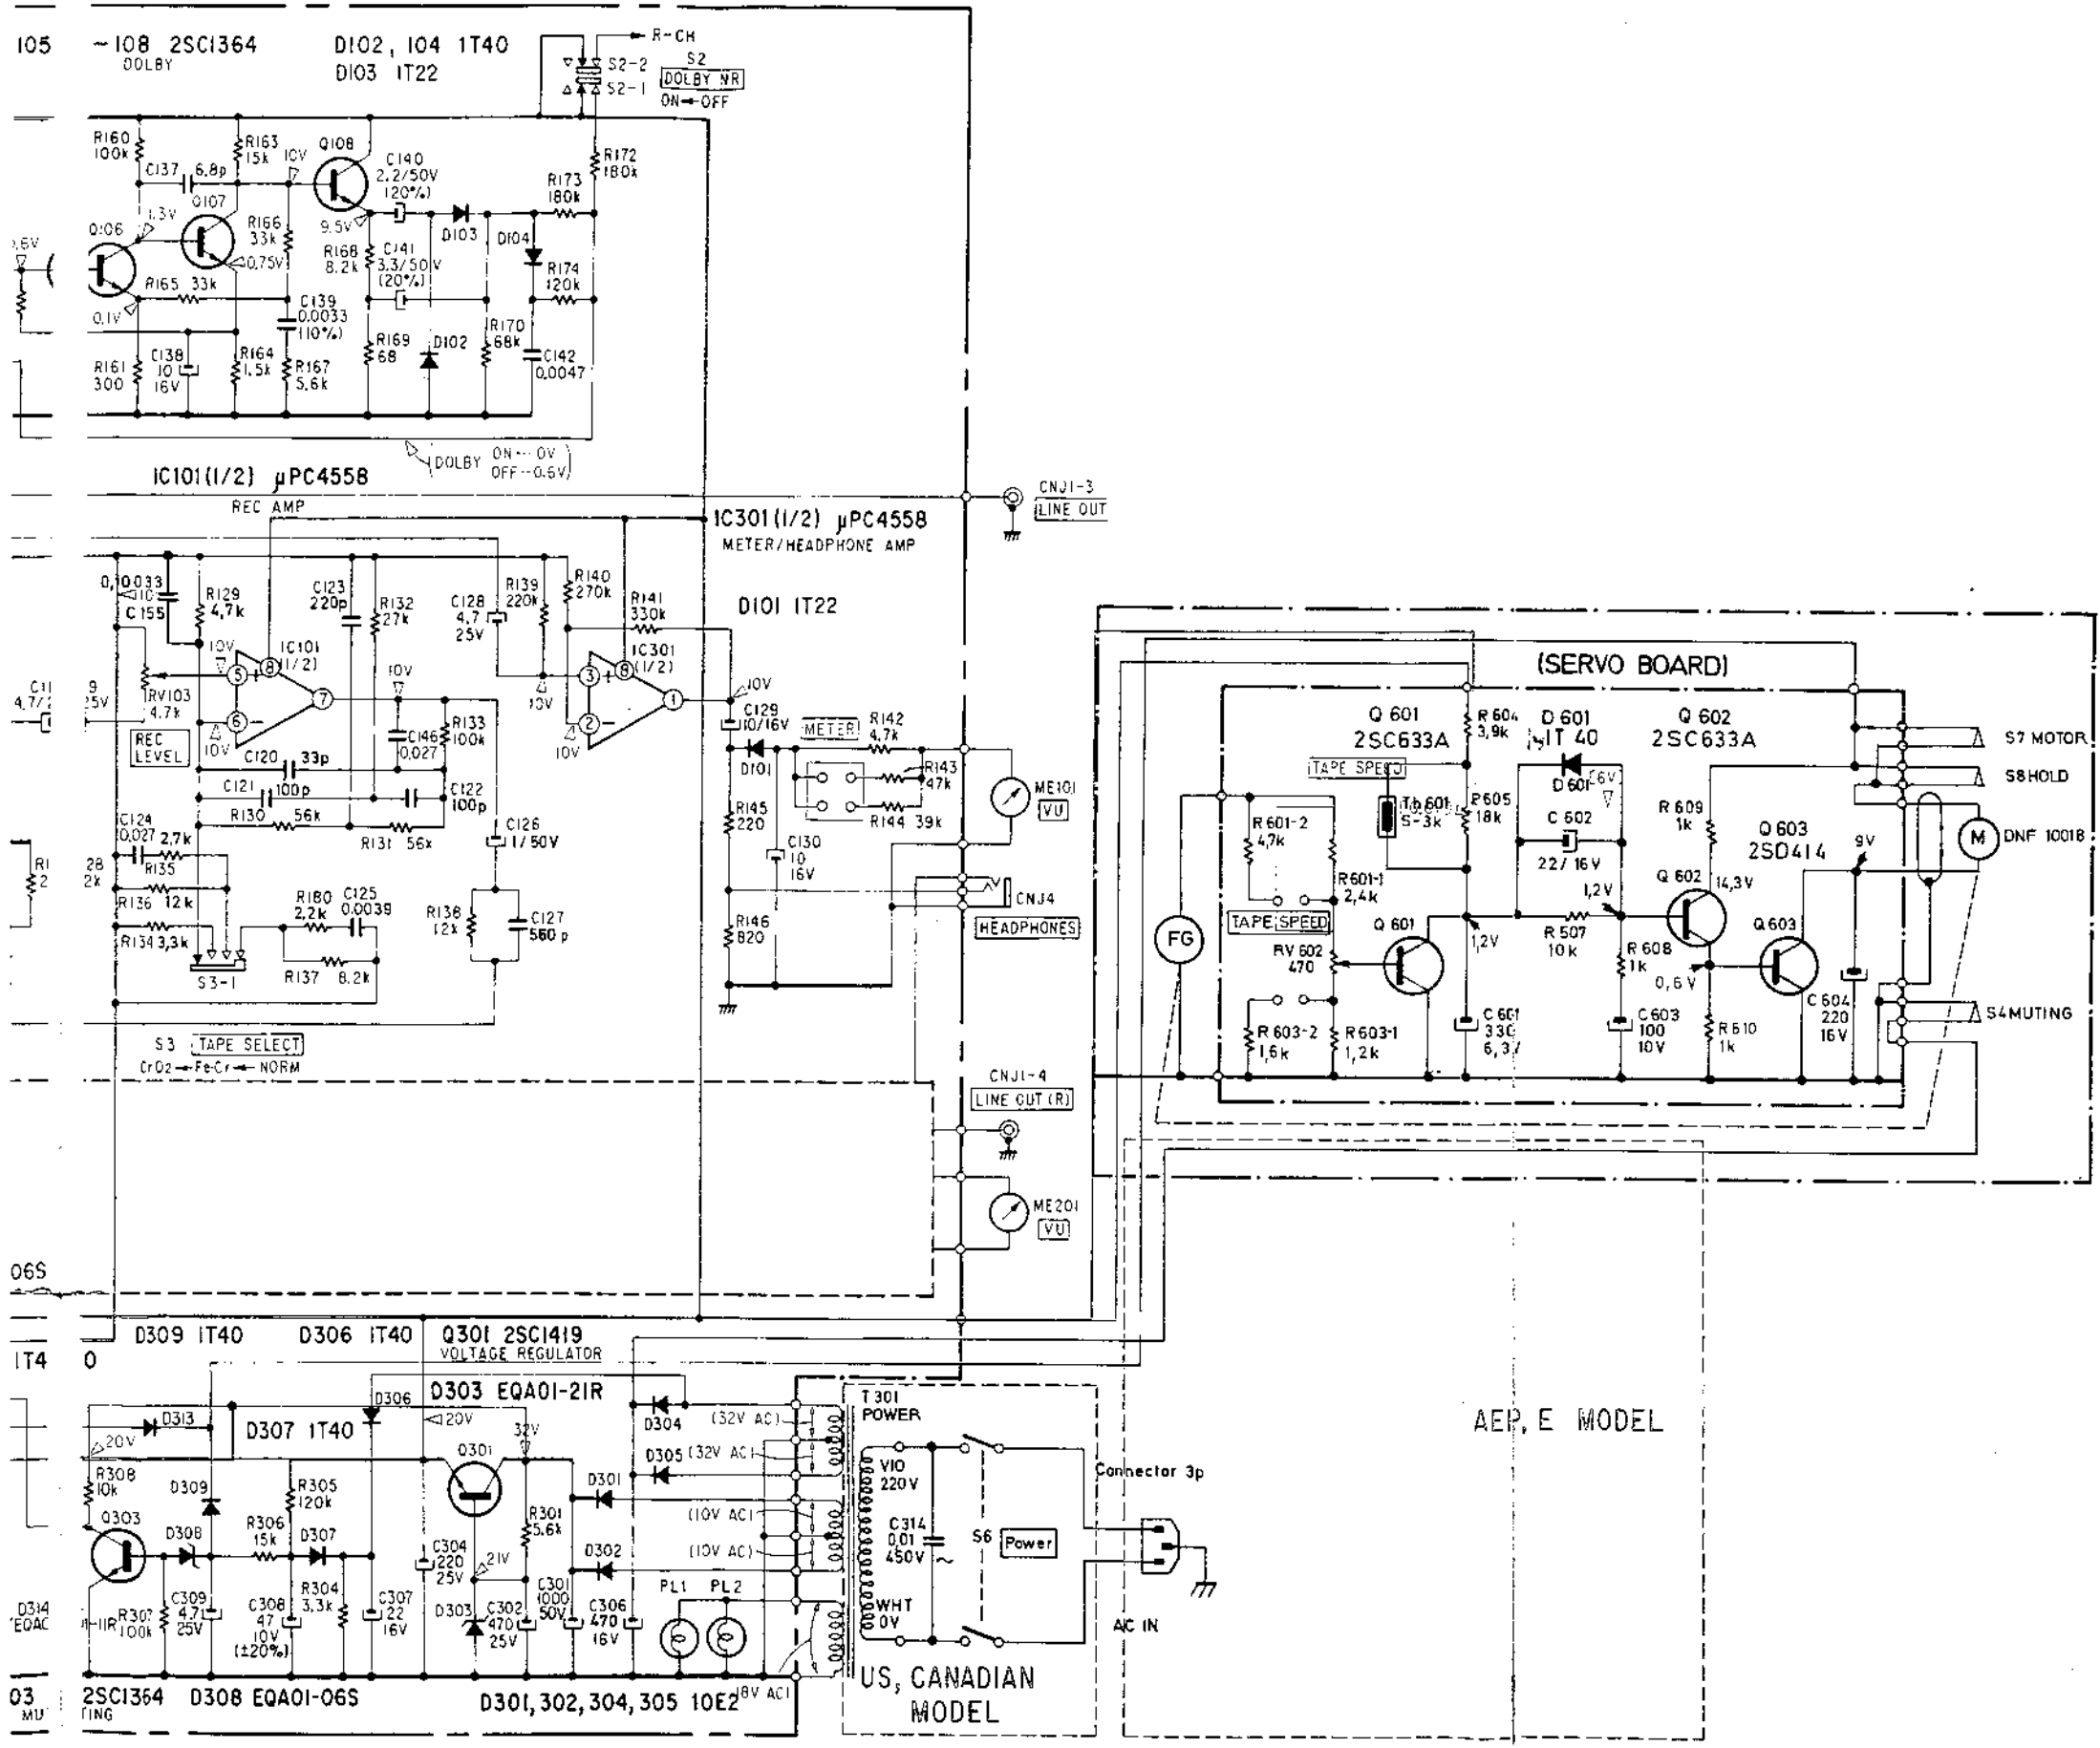 105 ~108 2SC1364
DOLBY
D102, 104 1T40
D103 1T22
R-CH
S2-2
S2-1
S2
DOLBY NR
ON←OFF
R160
100k
C137 6.8p
R163
15k
10V
Q108
C140
2.2/50V
(20%)
R172
180k
R173
180k
Q107
1.3V
Q106
R166
33k
9.5V
D103
D104
0.75V
R168
8.2k
C141
3.3/50V
(20%)
R174
120k
R165 33k
0.1V
C139
0.0033
(10%)
R170
68k
R169
68
D102
C142
0.0047
R161
300
C138
10
16V
R164
1.5k
R167
5.6k
DOLBY ON--0V
OFF--0.6V
IC101(1/2) μPC4558
REC AMP
CNJ1-3
LINE OUT
IC301(1/2) μPC4558
METER/HEADPHONE AMP
C155
R129
4.7k
C123
220p
R132
27k
C128
4.7
25V
R139
220k
R140
270k
R141
330k
D101 1T22
IC101
(1/2)
IC301
(1/2)
10V
5
+
8
6
-
7
10V
10V
3
+
8
2
-
1
10V
10V
10V
RV103
4.7k
REC
LEVEL
R133
100k
C146
0.027
C120 33p
C121 100p
C122
100p
R130 56k
R131 56k
C129
10/16V
METER
R142
4.7k
D101
R143
47k
R144 39k
ME101
VU
R145
220
C130
10
16V
C124
0.027
2.7k
R135
R136 12k
R134 3.3k
C126
1/50V
R180
2.2k
C125
0.0039
R138
12k
C127
560p
R137 8.2k
S3-1
R146
820
CNJ4
HEADPHONES
S3 TAPE SELECT
CrO2←FeCr←NORM
CNJ1-4
LINE OUT (R)
ME201
VU
(SERVO BOARD)
Q 601
2SC633A
R 604
3,9k
D 601
1T 40
Q 602
2SC633A
S7 MOTOR
TAPE SPEED
D 601
S8 HOLD
Th 601
S-3k
R 605
18k
R 609
1k
R 601-2
4,7k
C 602
22/16V
Q 603
2SD414
9V
M
DNF 1001B
R 601-1
2,4k
Q 602
14,3V
TAPE SPEED
1,2V
FG
RV 602
470
Q 601
1,2V
R 507
10k
R 608
1k
Q 603
0,6V
C 604
220
16V
R 603-2
1,6k
R 603-1
1,2k
C 601
C 603
100
10V
R 610
1k
S4 MUTING
06S
D309 1T40
D306 1T40
Q301 2SC1419
VOLTAGE REGULATOR
D303 EQA01-21R
D306
D313
20V
D307 1T40
20V
32V
D304
(32V AC)
T301
POWER
R308
10k
D309
R305
120k
Q301
D305 (32V AC)
D301
VIO
220V
Connector 3p
Q303
D308
R306
15k
D307
R301
5.6k
(10V AC)
C314
0,01
450V
~
S6 Power
C304
220
25V
21V
D302
(10V AC)
C309
4.7
25V
R307
100k
C308
47
10V
(±20%)
R304
3.3k
C307
22
16V
D303
C302
470
25V
C301
1000
50V
C306
470
16V
PL1 PL2
WHT
0V
AC IN
D314
2SC1364
D308 EQA01-06S
D301, 302, 304, 305 10E2
US, CANADIAN
MODEL
AEP, E MODEL